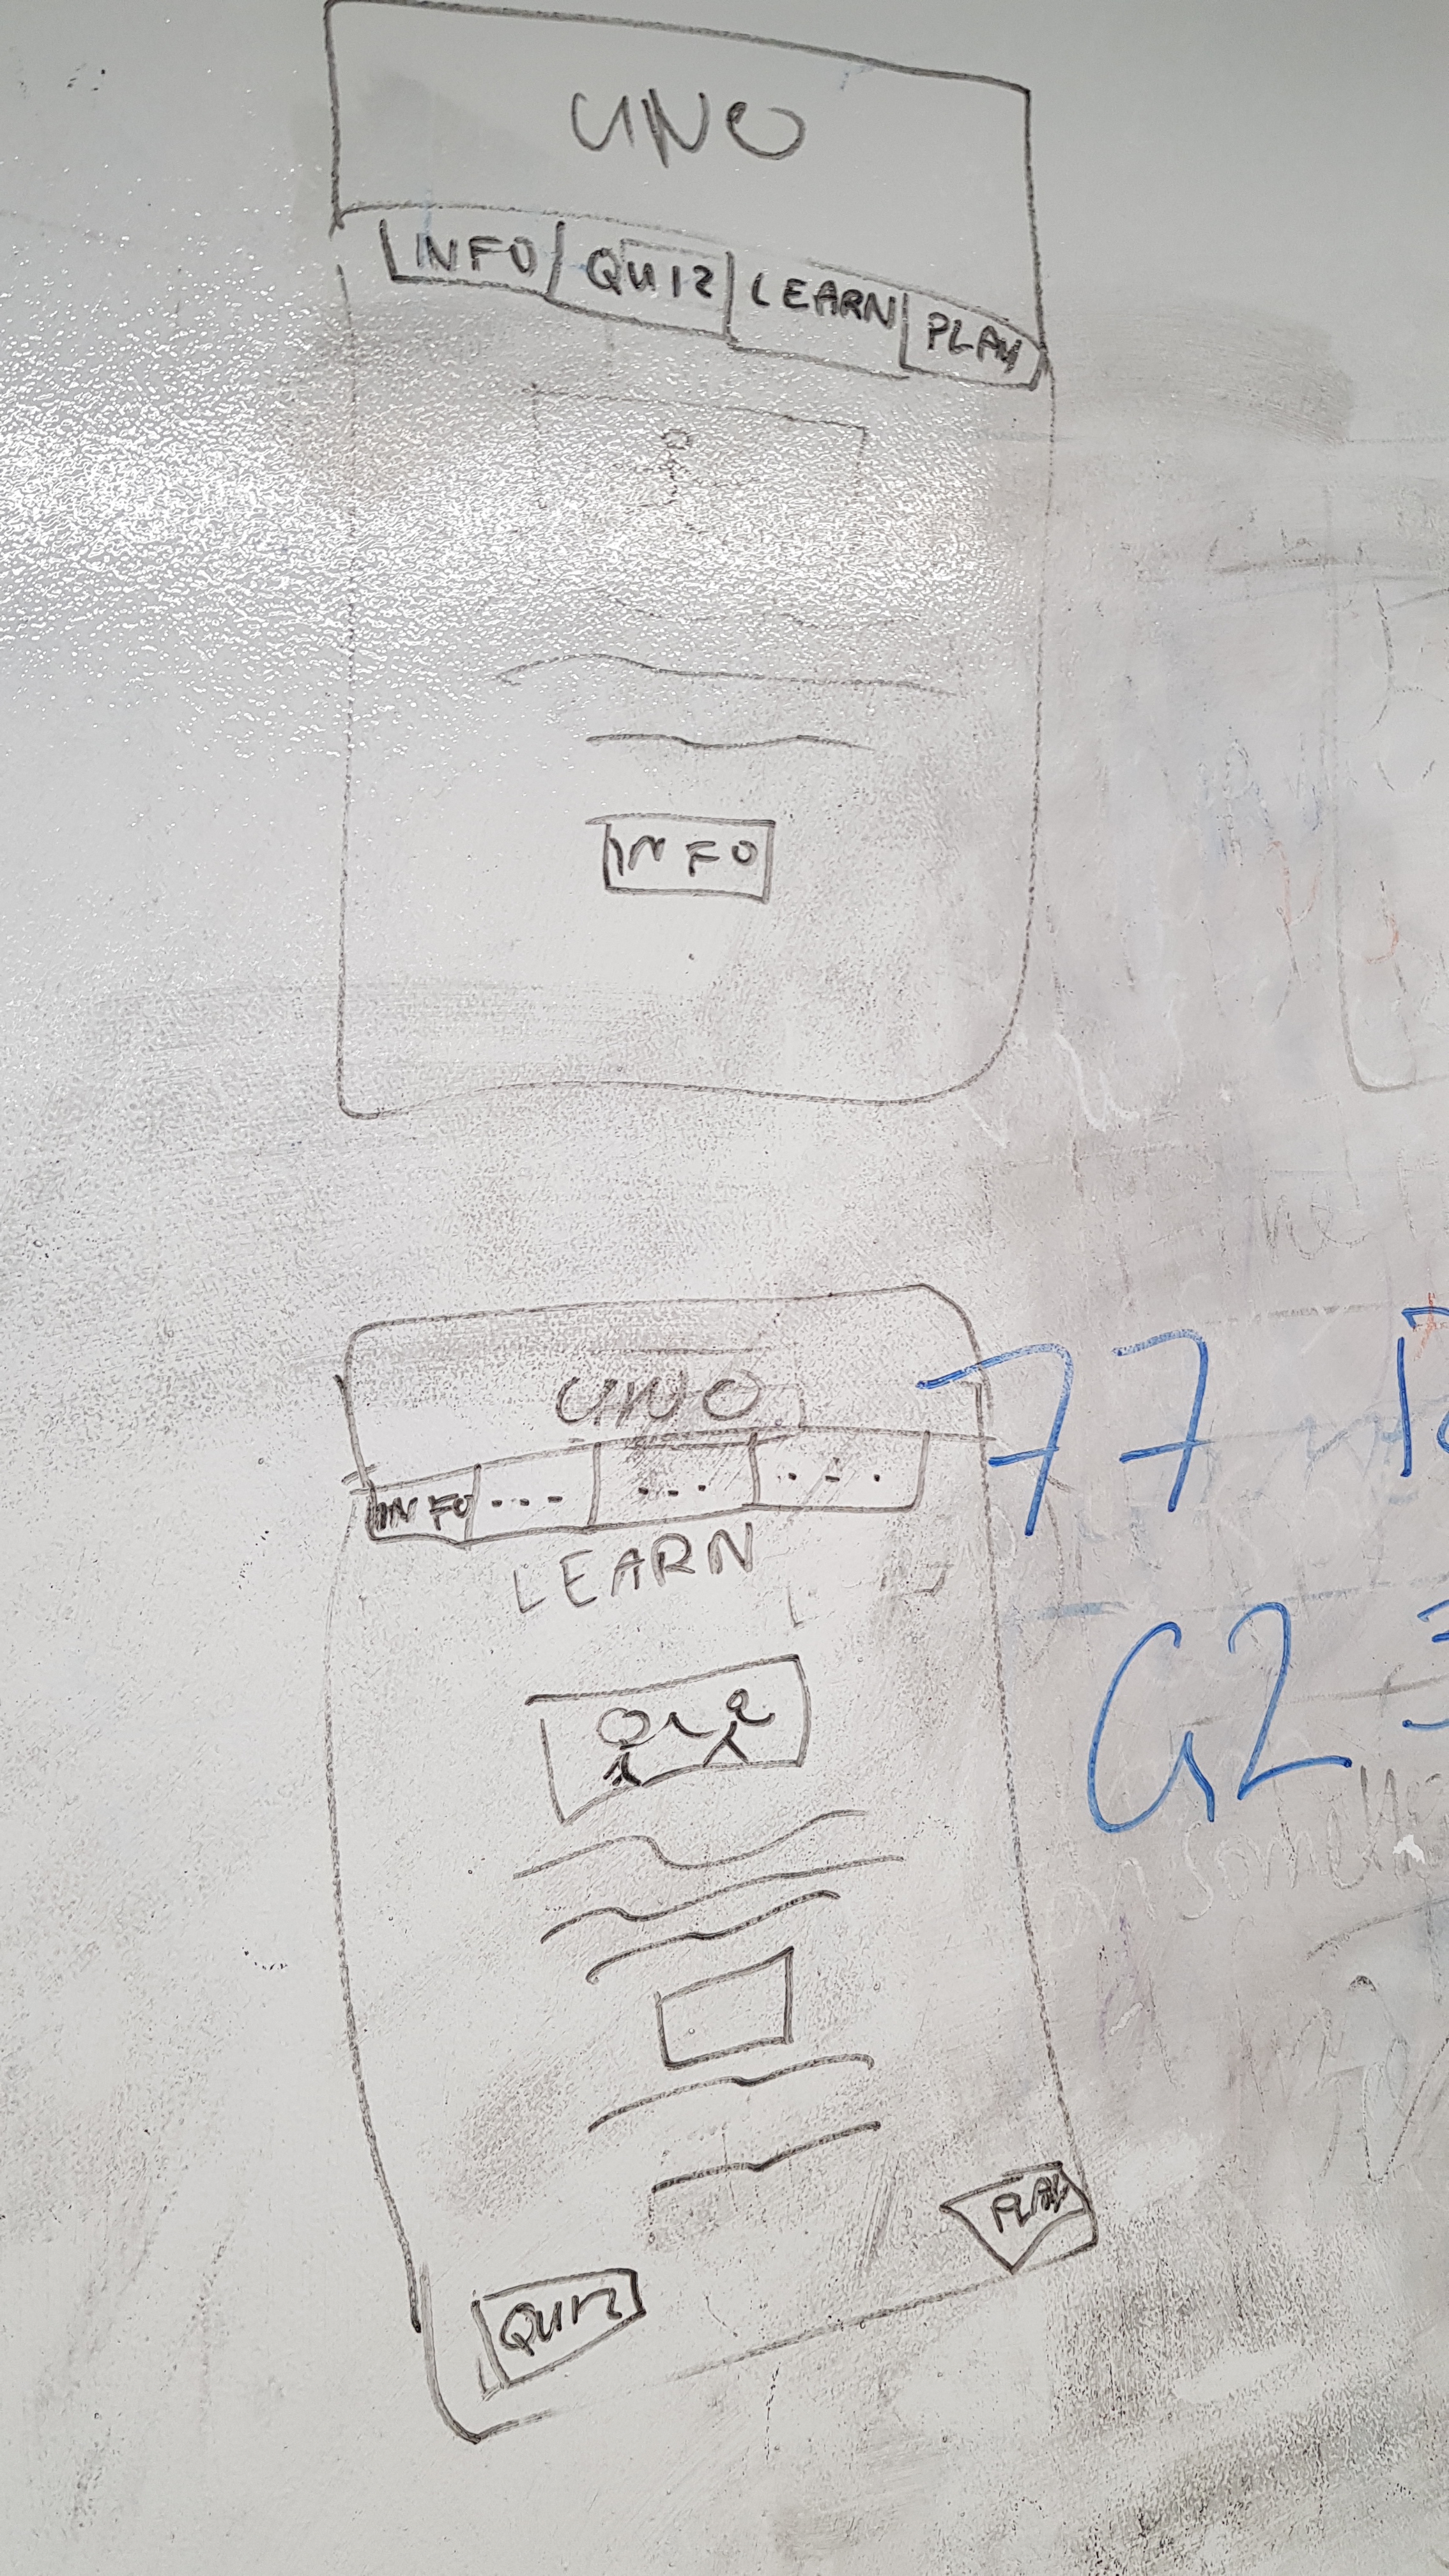 UNO
INFO QUIZ LEARN PLAY
INFO
UNO
INFO ... ... ...
LEARN
PLAY
QUIZ
77
G2